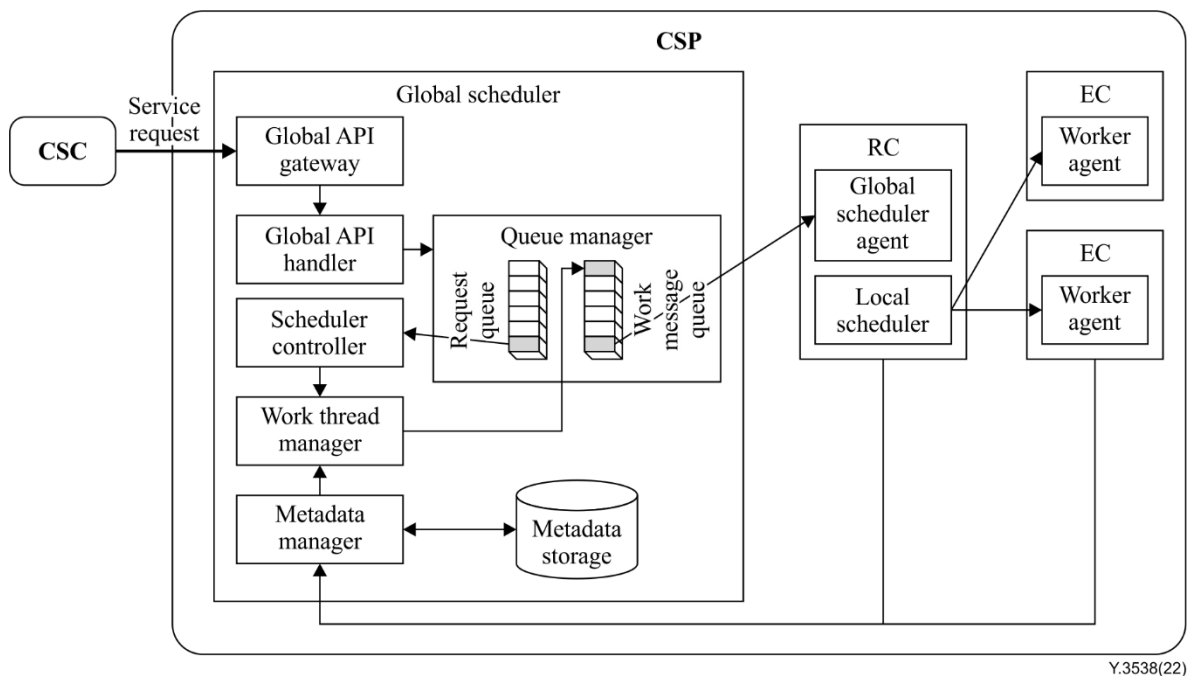 CSP
Global scheduler
Service
request
CSC
Global API
gateway
Global API
handler
Scheduler
controller
Work thread
manager
Metadata
manager
Metadata
storage
Queue manager
Request
queue
Work
message
queue
RC
Global
scheduler
agent
Local
scheduler
EC
Worker
agent
EC
Worker
agent
Y.3538(22)